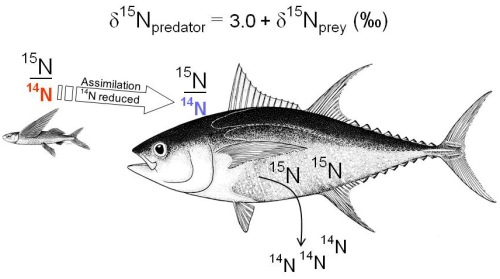 δ¹⁵Npredator = 3.0 + δ¹⁵Nprey (‰)
¹⁵N
¹⁴N
Assimilation
¹⁴N reduced
¹⁵N
¹⁴N
¹⁵N ¹⁵N
¹⁴N ¹⁴N ¹⁴N